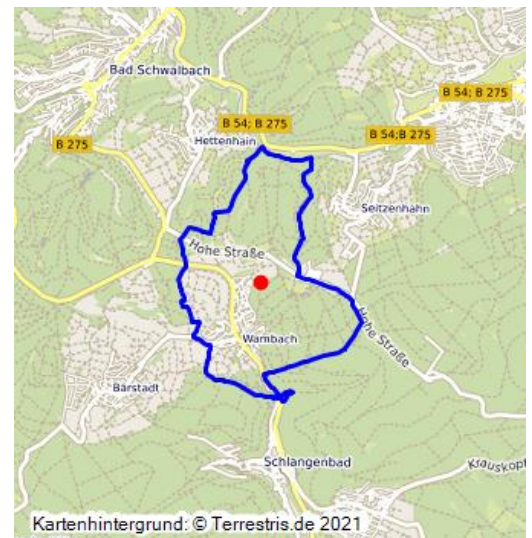 Bad Schwalbach
B 54; B 275
B 54; B 275
B 54;B 275
B 275
Hettenhain
Seitzenhahn
Hohe Straße
Hohe Straße
Wambach
Bärstadt
Schlangenbad
Krauskopf
Kartenhintergrund: © Terrestris.de 2021